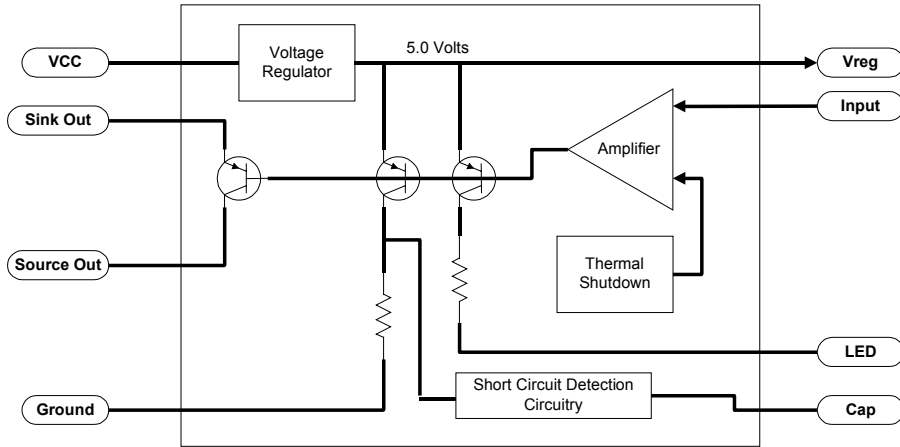 VCC
Voltage
Regulator
5.0 Volts
Vreg
Sink Out
Input
Amplifier
Source Out
Thermal
Shutdown
LED
Short Circuit Detection
Circuitry
Ground
Cap